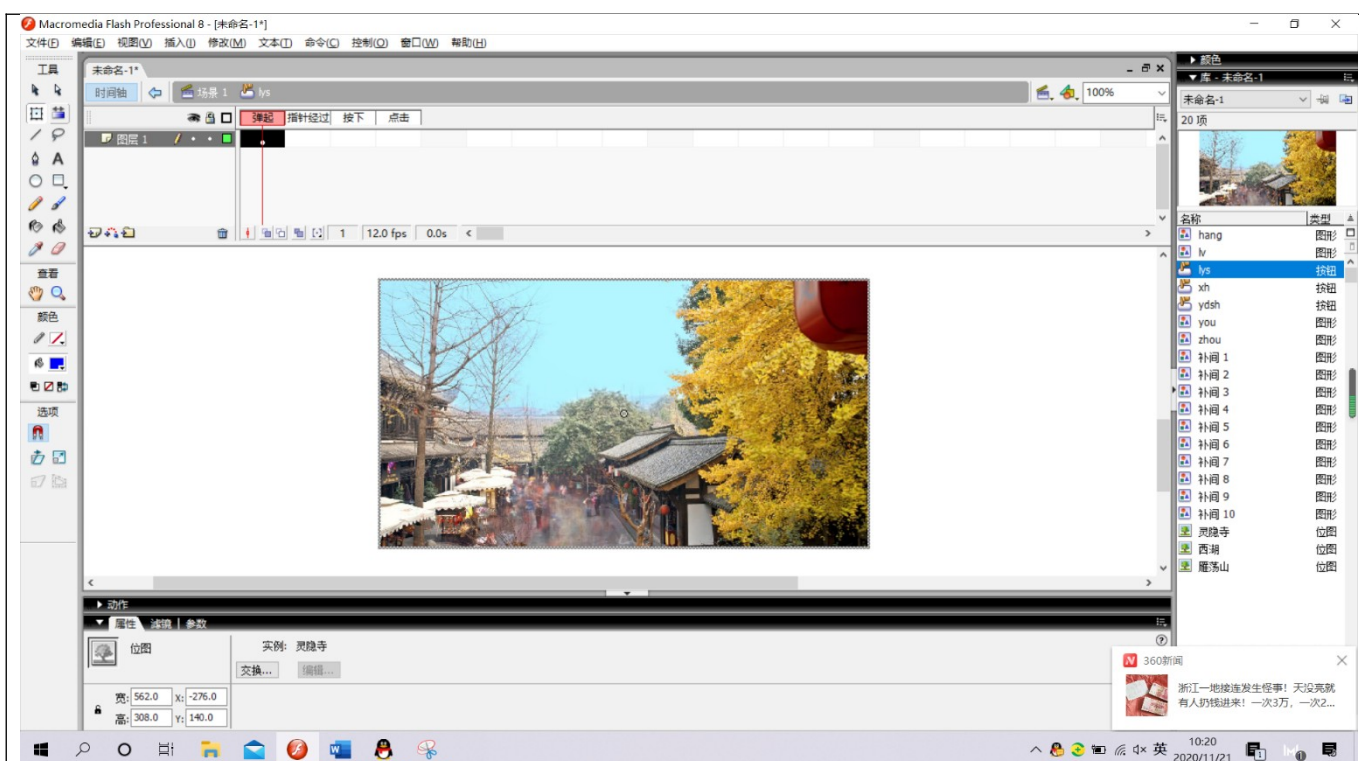 Macromedia Flash Professional 8 - [未命名-1*]
文件(F) 编辑(E) 视图(V) 插入(I) 修改(M) 文本(T) 命令(C) 控制(O) 窗口(W) 帮助(H)
工具
未命名-1*
时间轴 场景 1 lys 100%
弹起 指针经过 按下 点击
图层 1
1 12.0 fps 0.0s
查看
颜色
选项
颜色
库 - 未命名-1
未命名-1
20 项
名称 类型
hang 图形
lv 图形
lys 按钮
xh 按钮
ydsh 按钮
you 图形
zhou 图形
补间 1 图形
补间 2 图形
补间 3 图形
补间 4 图形
补间 5 图形
补间 6 图形
补间 7 图形
补间 8 图形
补间 9 图形
补间 10 图形
灵隐寺 位图
西湖 位图
雁荡山 位图
动作
属性 滤镜 参数
位图 实例: 灵隐寺
交换... 编辑...
宽: 562.0 X: -276.0
高: 308.0 Y: 140.0
360新闻
浙江一地接连发生怪事！天没亮就
有人扔钱进来！一次3万，一次2...
英 10:20
2020/11/21